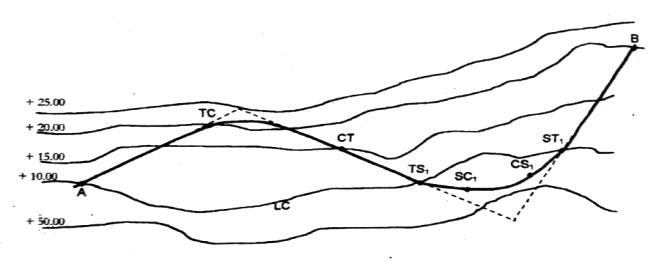 B
+ 25.00
TC
+ 20.00
CT
ST₁
+ 15.00
TS₁
SC₁
CS₁
+ 10.00
A
LC
+ 50.00